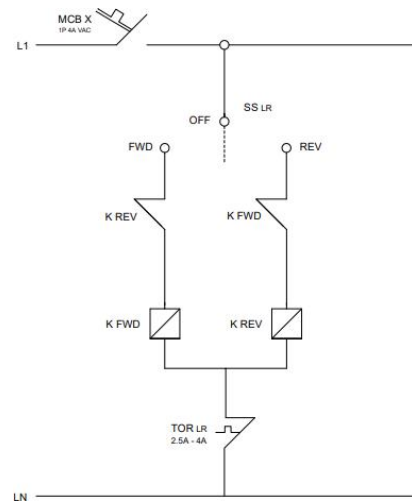 MCB X
1P 4A VAC
L1
SS LR
OFF
FWD
REV
K REV
K FWD
K FWD
K REV
TOR LR
2.5A - 4A
LN